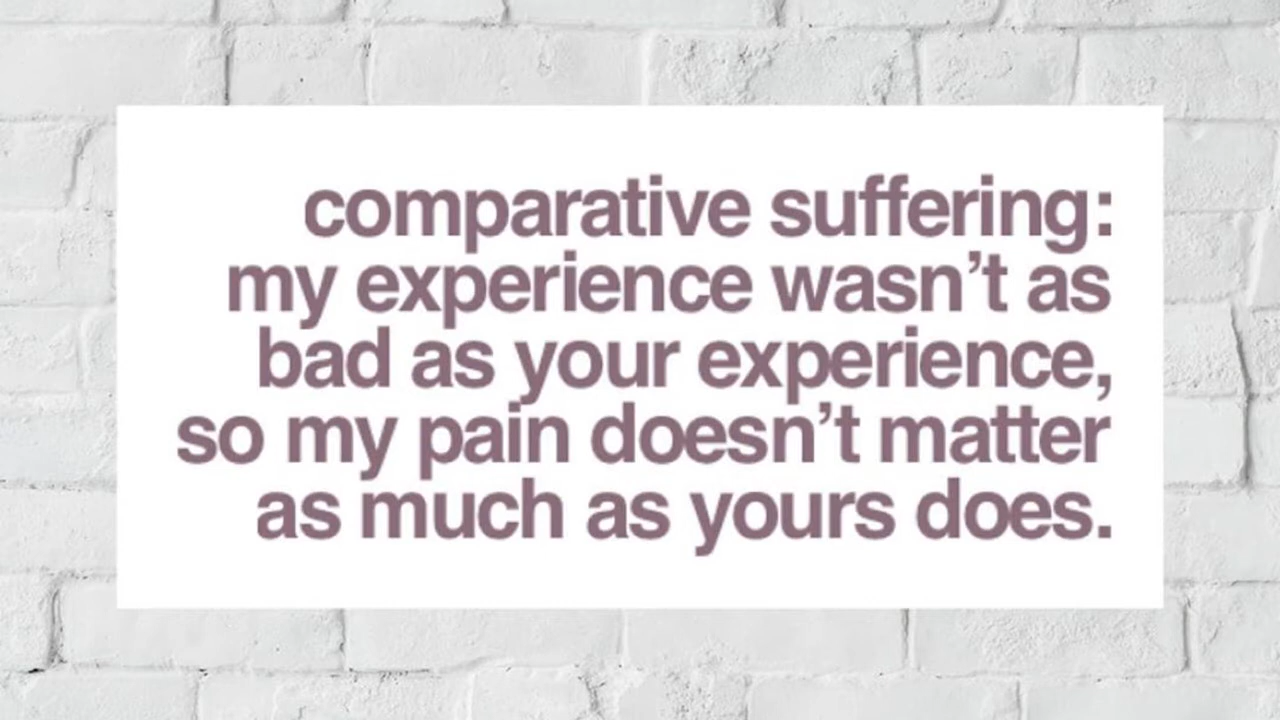 comparative suffering:
my experience wasn’t as
bad as your experience,
so my pain doesn’t matter
as much as yours does.